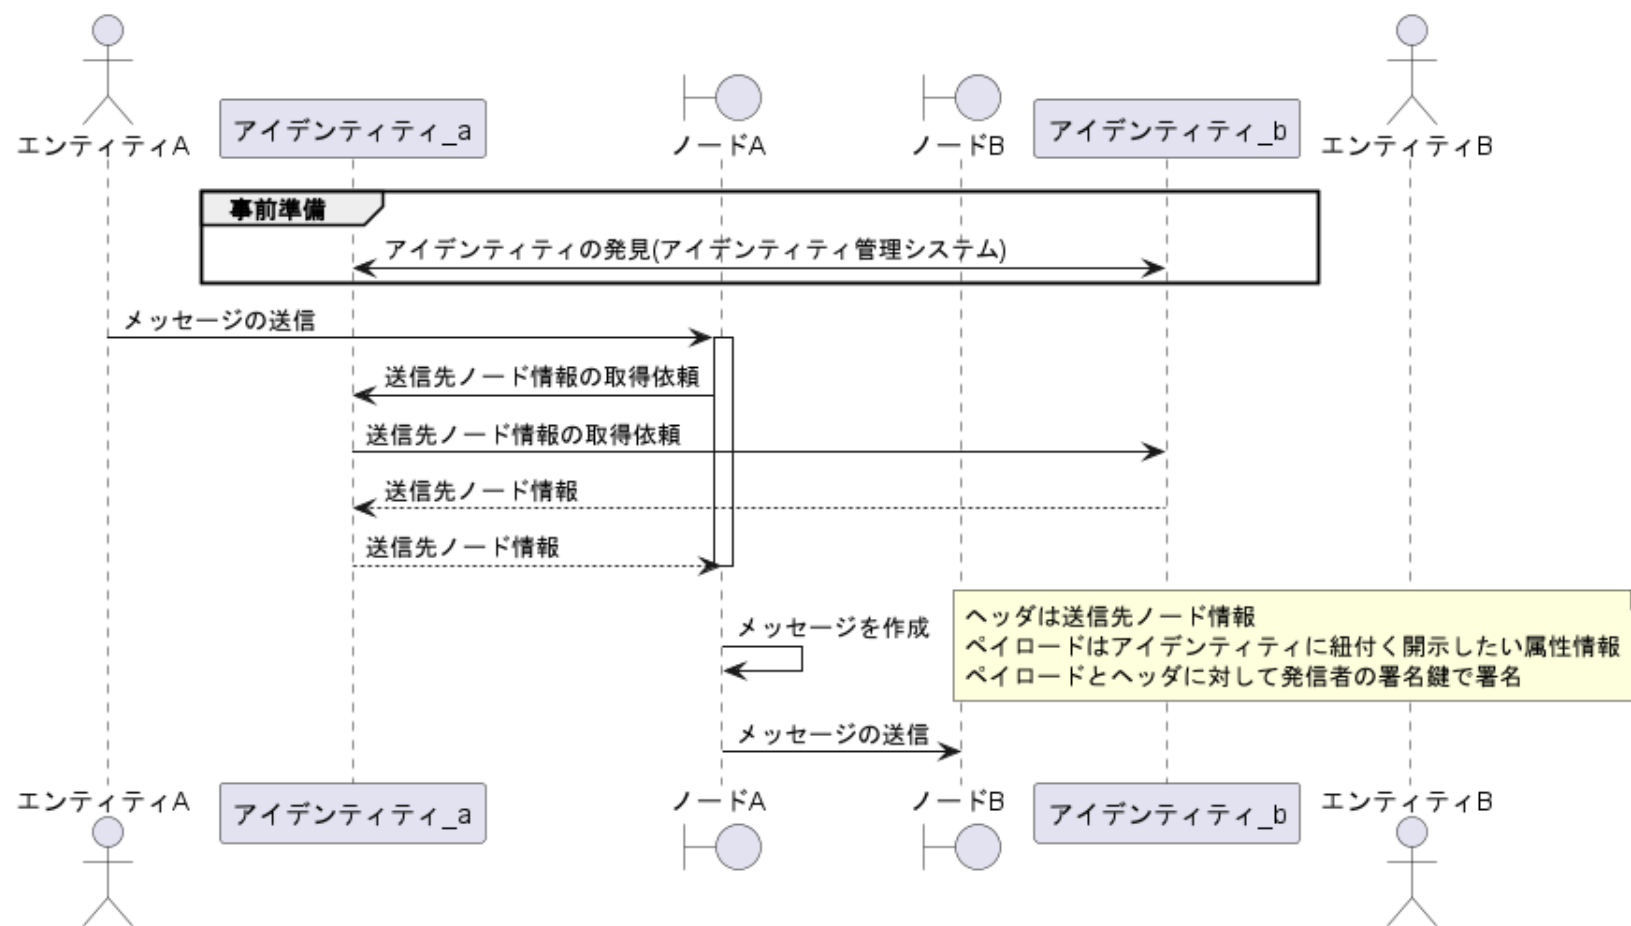 エンティティA
アイデンティティ_a
ノードA
ノードB
アイデンティティ_b
エンティティB
事前準備
アイデンティティの発見(アイデンティティ管理システム)
メッセージの送信
送信先ノード情報の取得依頼
送信先ノード情報の取得依頼
送信先ノード情報
送信先ノード情報
メッセージを作成
ヘッダは送信先ノード情報
ペイロードはアイデンティティに紐付く開示したい属性情報
ペイロードとヘッダに対して発信者の署名鍵で署名
メッセージの送信
エンティティA
アイデンティティ_a
ノードA
ノードB
アイデンティティ_b
エンティティB